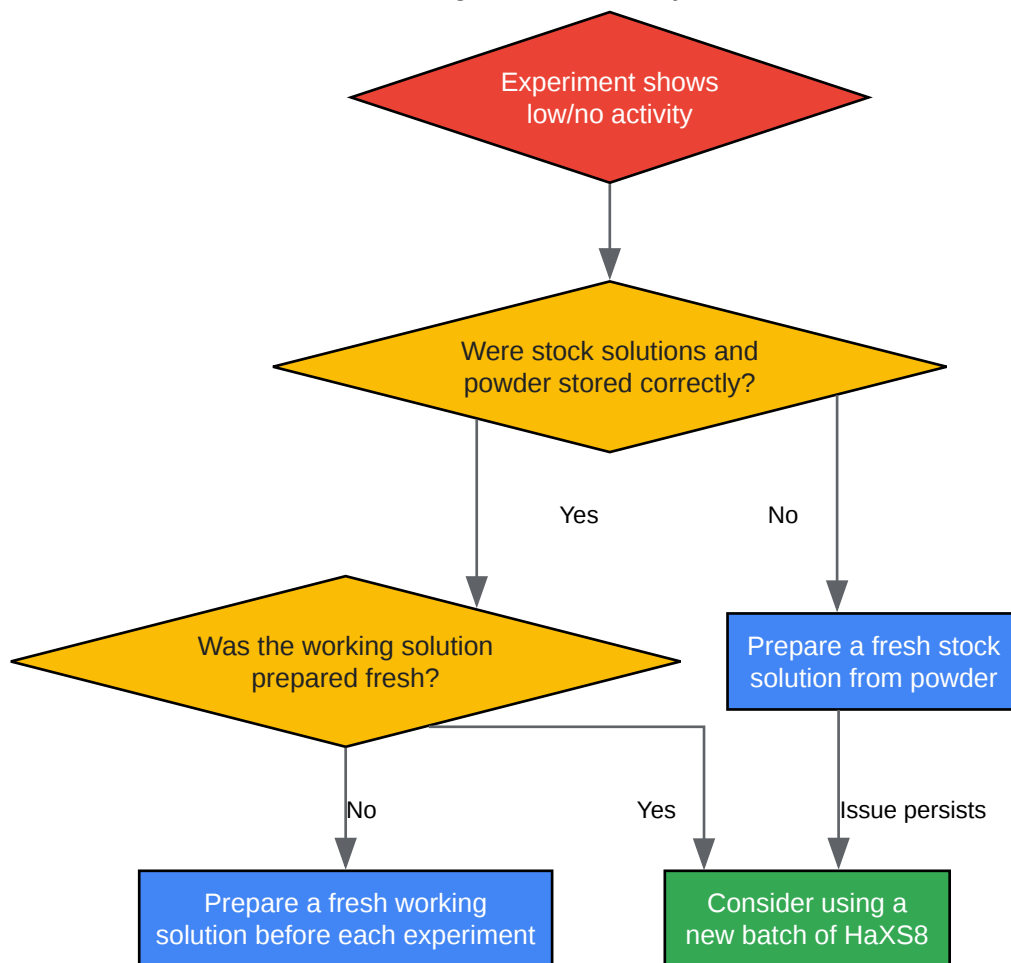 Experiment shows
low/no activity
Were stock solutions and
powder stored correctly?
Yes
No
Was the working solution
prepared fresh?
Prepare a fresh stock
solution from powder
No
Yes
Issue persists
Prepare a fresh working
solution before each experiment
Consider using a
new batch of HaXS8